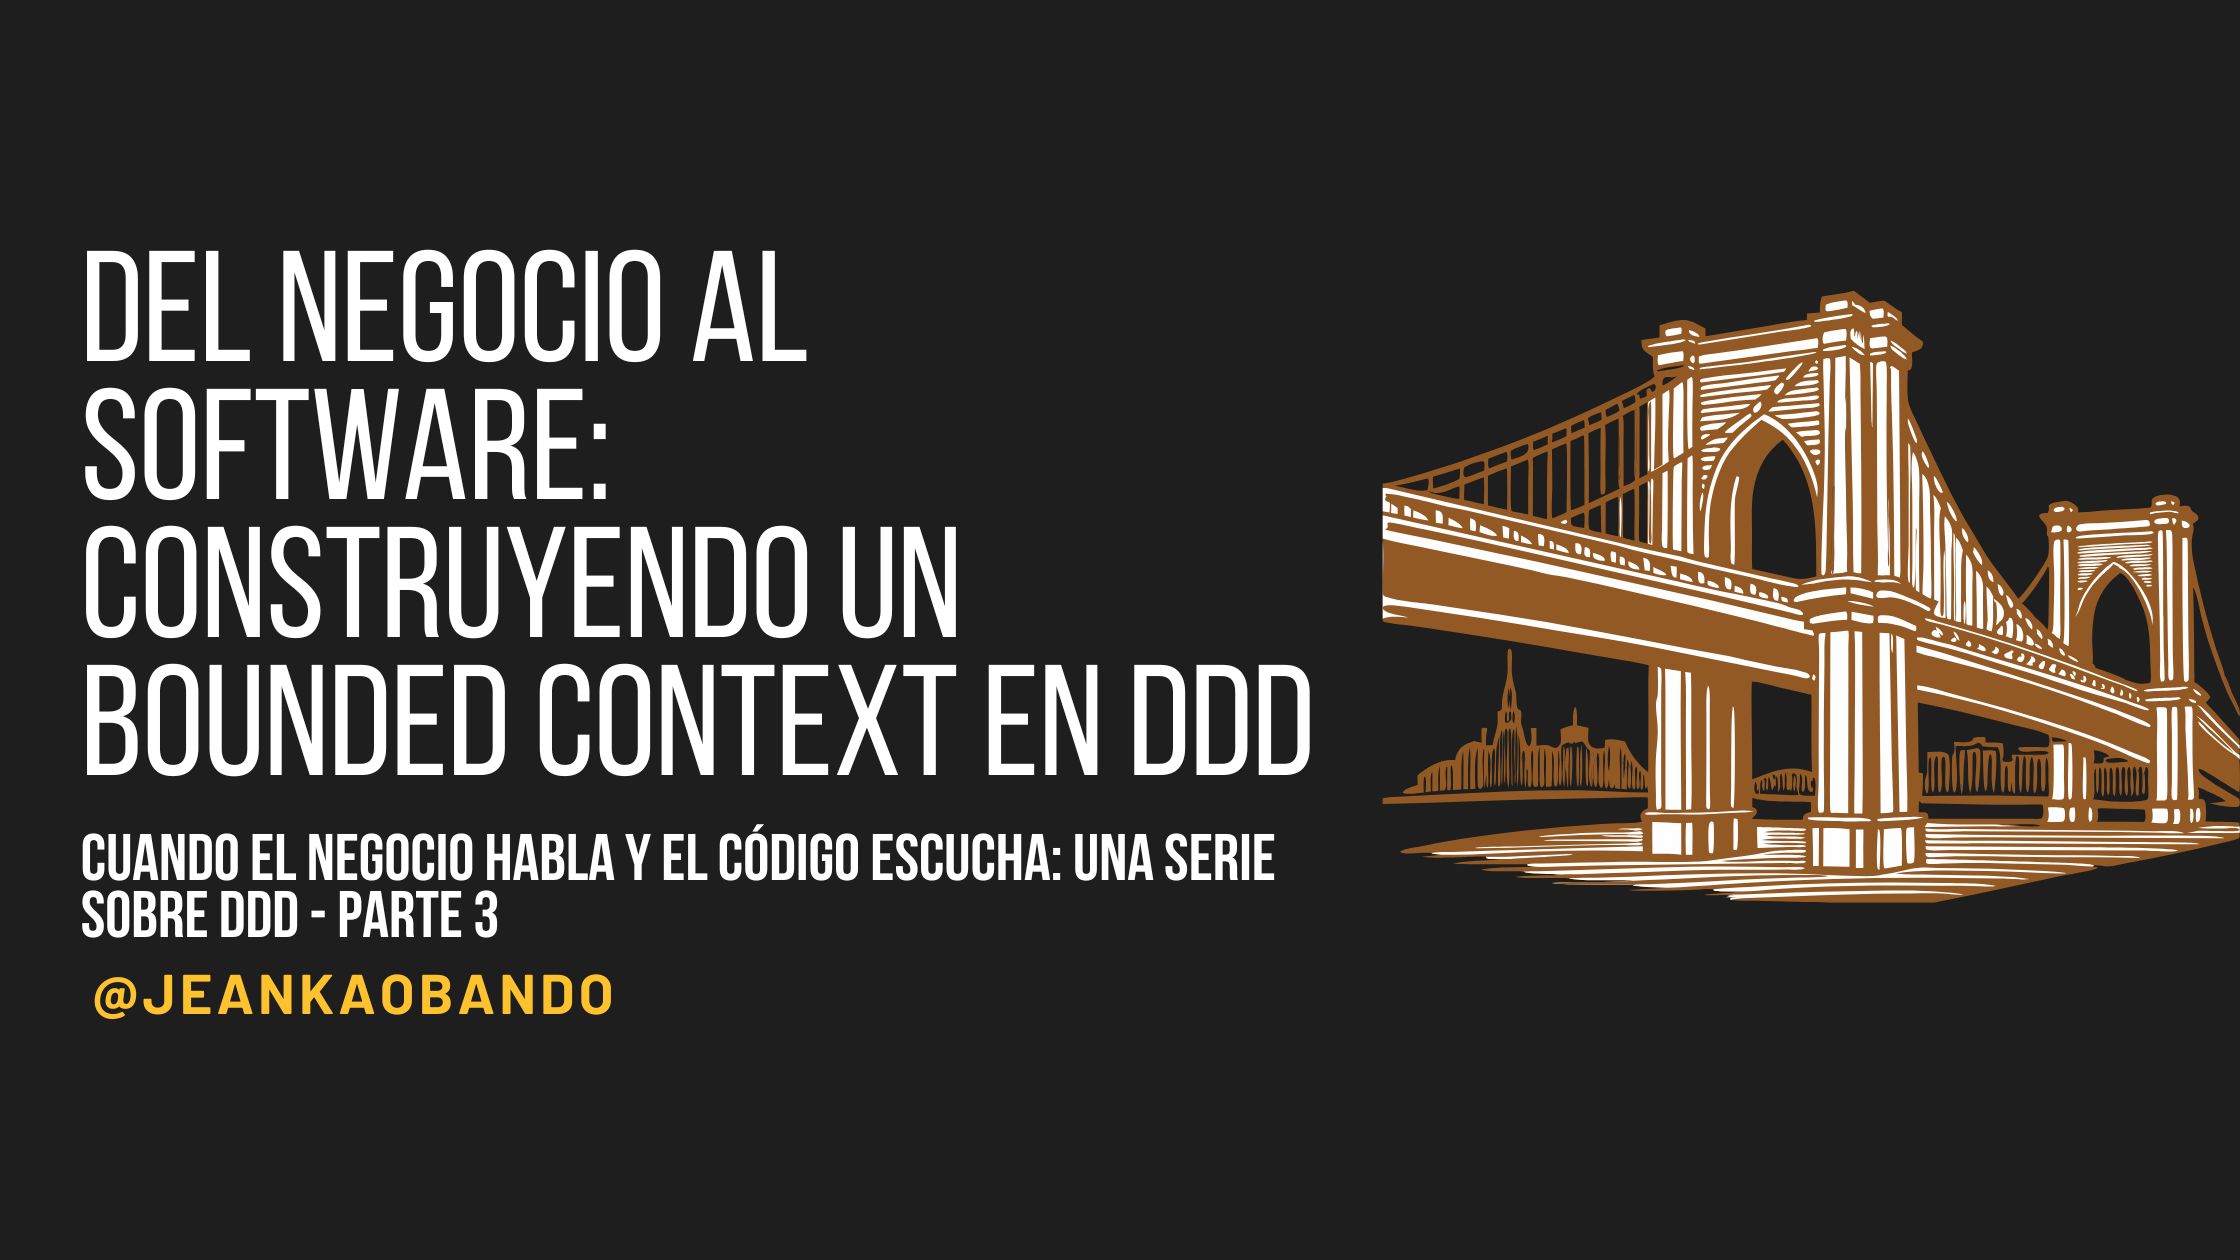 DEL NEGOCIO AL
SOFTWARE:
CONSTRUYENDO UN
BOUNDED CONTEXT EN DDD
CUANDO EL NEGOCIO HABLA Y EL CÓDIGO ESCUCHA: UNA SERIE
SOBRE DDD - PARTE 3
@JEANKAOBANDO